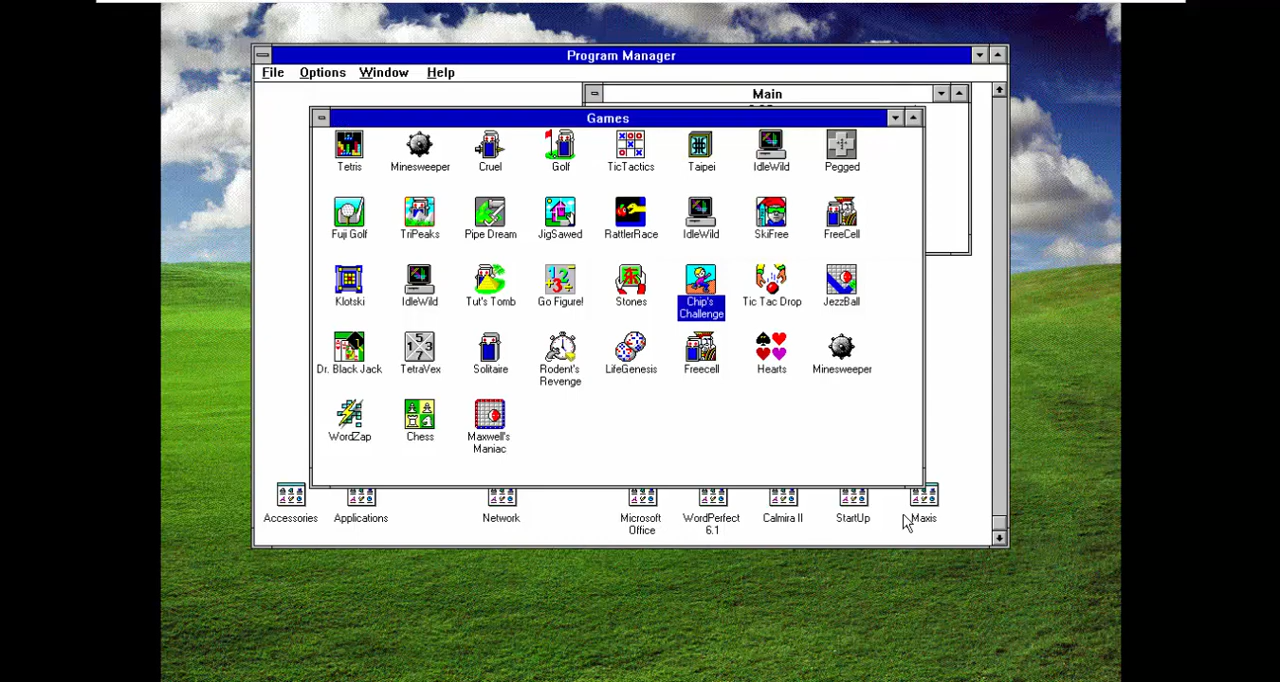 Program Manager
File Options Window Help
Main
Games
Tetris Minesweeper Cruel Golf TicTactics Taipei IdleWild Pegged
Fuji Golf TriPeaks Pipe Dream JigSawed RattlerRace IdleWild SkiFree FreeCell
Klotski IdleWild Tut's Tomb Go Figure! Stones Chip's Tic Tac Drop JezzBall
Challenge
Dr. Black Jack TetraVex Solitaire Rodent's LifeGenesis Freecell Hearts Minesweeper
Revenge
WordZap Chess Maxwell's
Maniac
Accessories Applications Network Microsoft WordPerfect Calmira II StartUp Maxis
Office 6.1